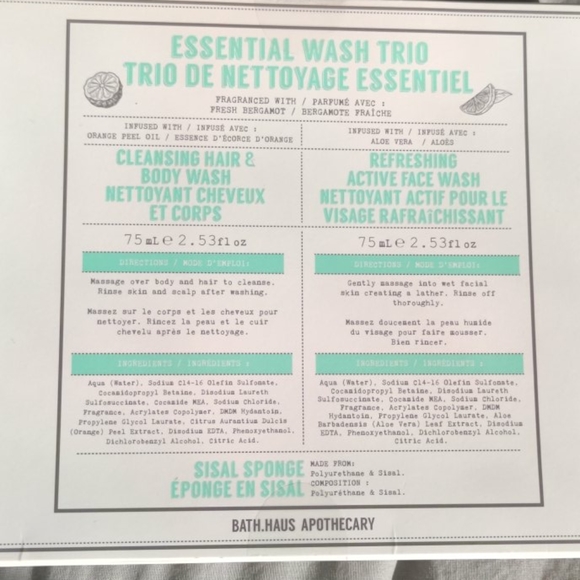 ESSENTIAL WASH TRIO
TRIO DE NETTOYAGE ESSENTIEL
FRAGRANCED WITH / PARFUMÉ AVEC :
FRESH BERGAMOT / BERGAMOTE FRAÎCHE
INFUSED WITH / INFUSÉ AVEC :
ORANGE PEEL OIL / ESSENCE D'ÉCORCE D'ORANGE
CLEANSING HAIR &
BODY WASH
NETTOYANT CHEVEUX
ET CORPS
75mL e 2.53fl oz
DIRECTIONS / MODE D'EMPLOI:
Massage over body and hair to cleanse.
Rinse skin and scalp after washing.
Massez sur le corps et les cheveux pour
nettoyer. Rincez la peau et le cuir
chevelu après le nettoyage.
INGREDIENTS / INGRÉDIENTS :
Aqua (Water), Sodium C14-16 Olefin Sulfonate,
Cocamidopropyl Betaine, Disodium Laureth
Sulfosuccinate, Cocamide MEA, Sodium Chloride,
Fragrance, Acrylates Copolymer, DMDM Hydantoin,
Propylene Glycol Laurate, Citrus Aurantium Dulcis
(Orange) Peel Extract, Disodium EDTA, Phenoxyethanol,
Dichlorobenzyl Alcohol, Citric Acid.
INFUSED WITH / INFUSÉ AVEC :
ALOE VERA / ALOÈS
REFRESHING
ACTIVE FACE WASH
NETTOYANT ACTIF POUR LE
VISAGE RAFRAîCHISSANT
75mL e 2.53fl oz
DIRECTIONS / MODE D'EMPLOI:
Gently massage into wet facial
skin creating a lather. Rinse off
thoroughly.
Massez doucement la peau humide
du visage pour faire mousser.
Bien rincer.
INGREDIENTS / INGRÉDIENTS :
Aqua (Water), Sodium C14-16 Olefin Sulfonate,
Cocamidopropyl Betaine, Disodium Laureth
Sulfosuccinate, Cocamide MEA, Sodium Chloride,
Fragrance, Acrylates Copolymer, DMDM
Hydantoin, Propylene Glycol Laurate, Aloe
Barbadensis (Aloe Vera) Leaf Extract, Disodium
EDTA, Phenoxyethanol, Dichlorobenzyl Alcohol,
Citric Acid.
SISAL SPONGE
ÉPONGE EN SISAL
MADE FROM:
Polyurethane & Sisal.
COMPOSITION :
Polyuréthane & Sisal.
BATH.HAUS APOTHECARY